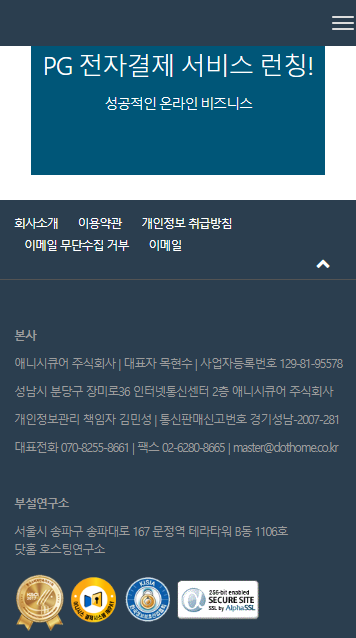 PG 전자결제 서비스 런칭!
성공적인 온라인 비즈니스
회사소개 이용약관 개인정보 취급방침
이메일 무단수집 거부 이메일
본사
애니시큐어 주식회사 | 대표자 목현수 | 사업자등록번호 129-81-95578
성남시 분당구 장미로36 인터넷통신센터 2층 애니시큐어 주식회사
개인정보관리 책임자 김민성 | 통신판매신고번호 경기성남-2007-281
대표전화 070-8255-8661 | 팩스 02-6280-8665 | master@dothome.co.kr
부설연구소
서울시 송파구 송파대로 167 문정역 테라타워 B동 1106호
닷홈 호스팅연구소
KISIA
256-bit enabled
SECURE SITE
SSL by AlphaSSL